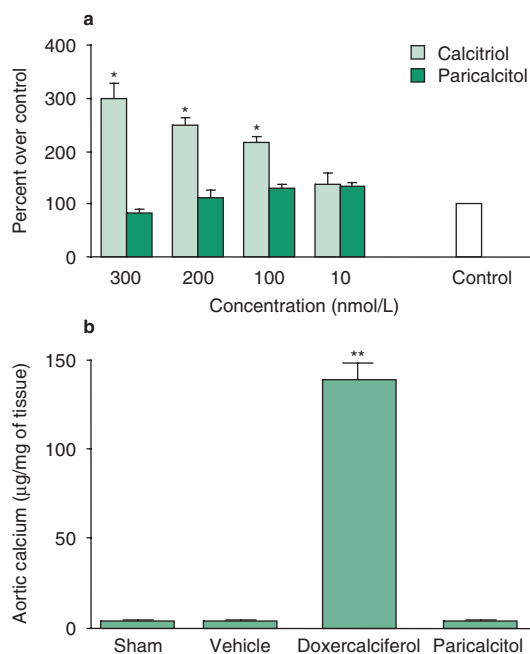 a
400
300
200
100
0
Percent over control
Calcitriol
Paricalcitol
*
*
*
300 200 100 10 Control
Concentration (nmol/L)
b
150
100
50
0
Aortic calcium (µg/mg of tissue)
**
Sham Vehicle Doxercalciferol Paricalcitol